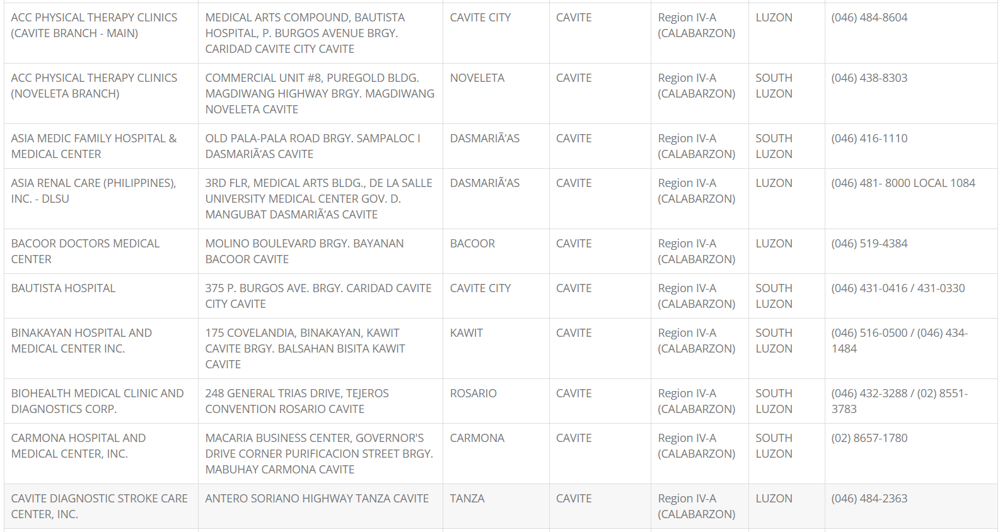 ACC PHYSICAL THERAPY CLINICS
(CAVITE BRANCH - MAIN)
MEDICAL ARTS COMPOUND, BAUTISTA
HOSPITAL, P. BURGOS AVENUE BRGY.
CARIDAD CAVITE CITY CAVITE
CAVITE CITY
CAVITE
Region IV-A
(CALABARZON)
LUZON
(046) 484-8604
ACC PHYSICAL THERAPY CLINICS
(NOVELETA BRANCH)
COMMERCIAL UNIT #8, PUREGOLD BLDG.
MAGDIWANG HIGHWAY BRGY. MAGDIWANG
NOVELETA CAVITE
NOVELETA
CAVITE
Region IV-A
(CALABARZON)
SOUTH
LUZON
(046) 438-8303
ASIA MEDIC FAMILY HOSPITAL &
MEDICAL CENTER
OLD PALA-PALA ROAD BRGY. SAMPALOC I
DASMARIÃ‘AS CAVITE
DASMARIÃ‘AS
CAVITE
Region IV-A
(CALABARZON)
SOUTH
LUZON
(046) 416-1110
ASIA RENAL CARE (PHILIPPINES),
INC. - DLSU
3RD FLR, MEDICAL ARTS BLDG., DE LA SALLE
UNIVERSITY MEDICAL CENTER GOV. D.
MANGUBAT DASMARIÃ‘AS CAVITE
DASMARIÃ‘AS
CAVITE
Region IV-A
(CALABARZON)
LUZON
(046) 481- 8000 LOCAL 1084
BACOOR DOCTORS MEDICAL
CENTER
MOLINO BOULEVARD BRGY. BAYANAN
BACOOR CAVITE
BACOOR
CAVITE
Region IV-A
(CALABARZON)
LUZON
(046) 519-4384
BAUTISTA HOSPITAL
375 P. BURGOS AVE. BRGY. CARIDAD CAVITE
CITY CAVITE
CAVITE CITY
CAVITE
Region IV-A
(CALABARZON)
SOUTH
LUZON
(046) 431-0416 / 431-0330
BINAKAYAN HOSPITAL AND
MEDICAL CENTER INC.
175 COVELANDIA, BINAKAYAN, KAWIT
CAVITE BRGY. BALSAHAN BISITA KAWIT
CAVITE
KAWIT
CAVITE
Region IV-A
(CALABARZON)
SOUTH
LUZON
(046) 516-0500 / (046) 434-
1484
BIOHEALTH MEDICAL CLINIC AND
DIAGNOSTICS CORP.
248 GENERAL TRIAS DRIVE, TEJEROS
CONVENTION ROSARIO CAVITE
ROSARIO
CAVITE
Region IV-A
(CALABARZON)
SOUTH
LUZON
(046) 432-3288 / (02) 8551-
3783
CARMONA HOSPITAL AND
MEDICAL CENTER, INC.
MACARIA BUSINESS CENTER, GOVERNOR'S
DRIVE CORNER PURIFICACION STREET BRGY.
MABUHAY CARMONA CAVITE
CARMONA
CAVITE
Region IV-A
(CALABARZON)
SOUTH
LUZON
(02) 8657-1780
CAVITE DIAGNOSTIC STROKE CARE
CENTER, INC.
ANTERO SORIANO HIGHWAY TANZA CAVITE
TANZA
CAVITE
Region IV-A
(CALABARZON)
LUZON
(046) 484-2363